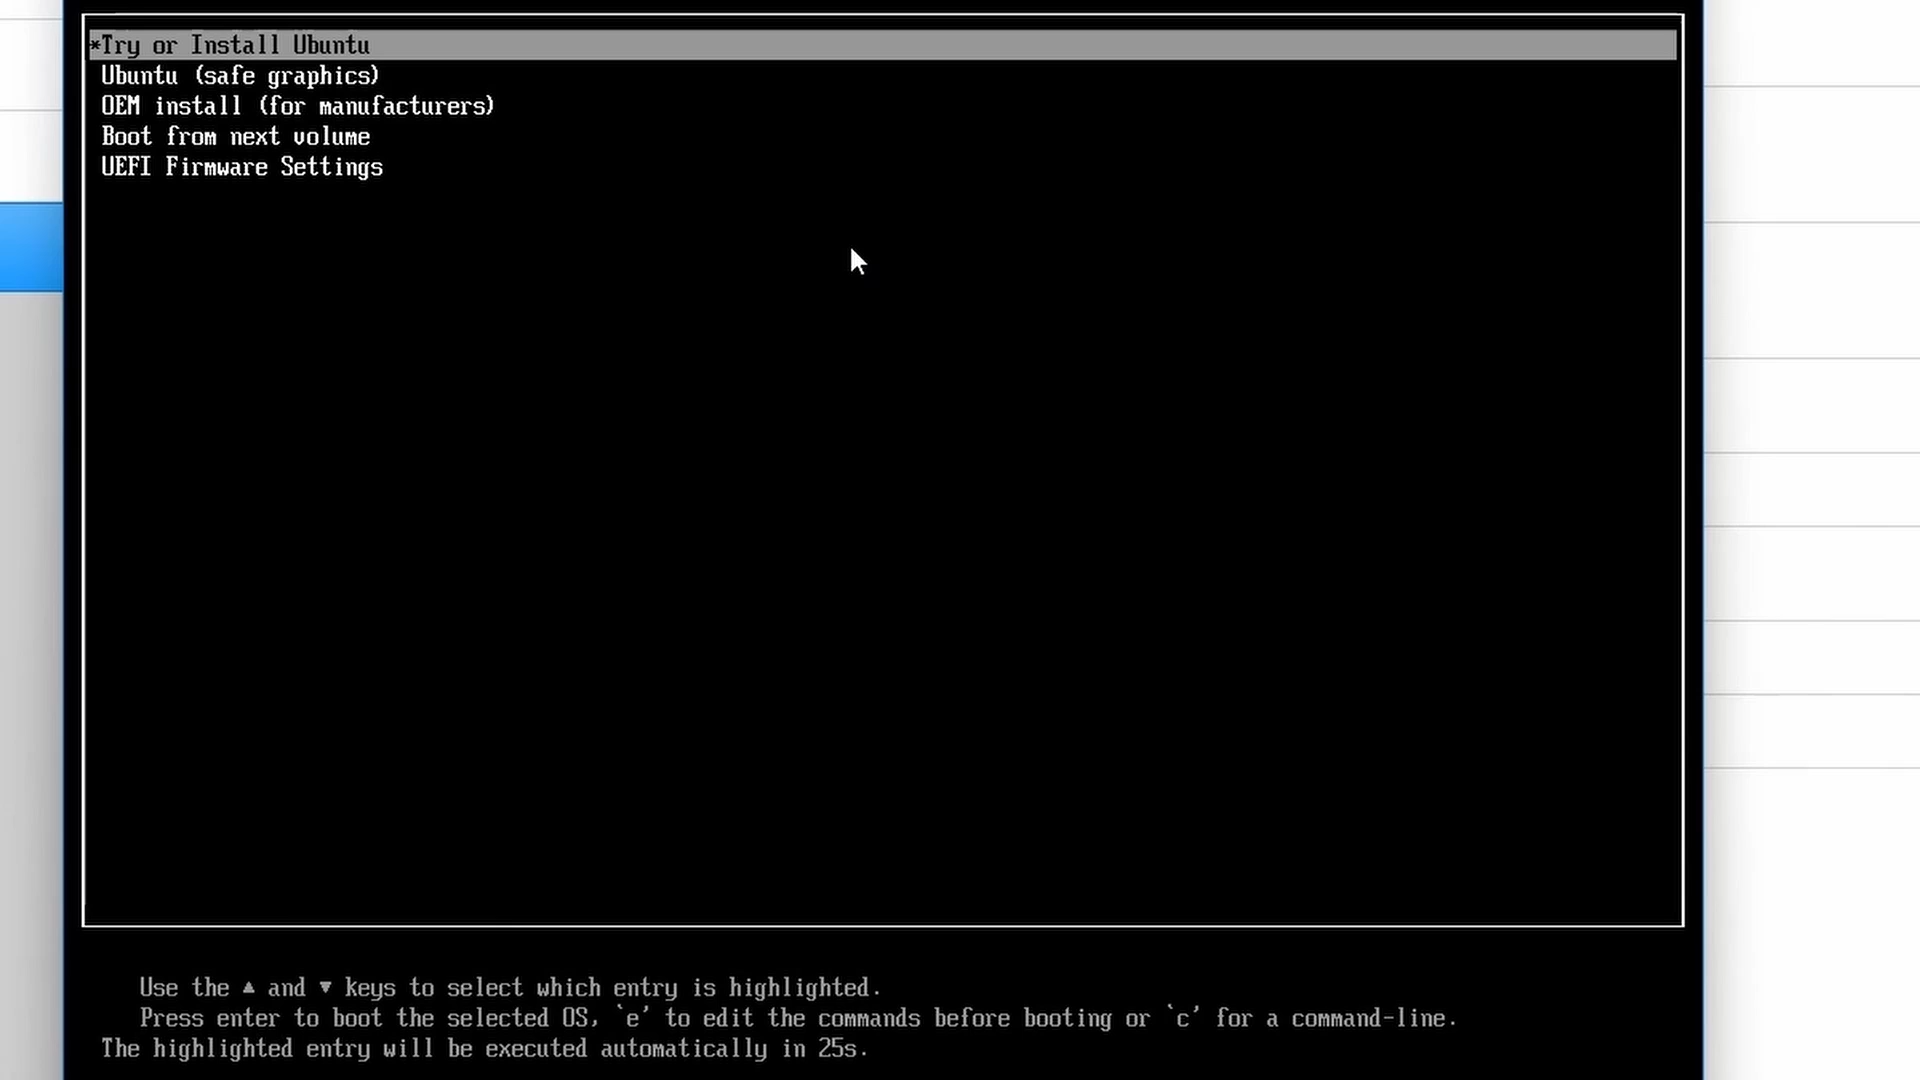 *Try or Install Ubuntu
Ubuntu (safe graphics)
OEM install (for manufacturers)
Boot from next volume
UEFI Firmware Settings
Use the ▲ and ▼ keys to select which entry is highlighted.
Press enter to boot the selected OS, `e' to edit the commands before booting or `c' for a command-line.
The highlighted entry will be executed automatically in 25s.